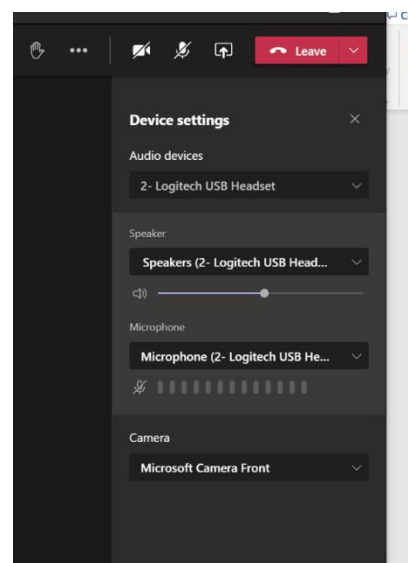 Leave
Device settings
Audio devices
2- Logitech USB Headset
Speaker
Speakers (2- Logitech USB Head...
Microphone
Microphone (2- Logitech USB He...
Camera
Microsoft Camera Front